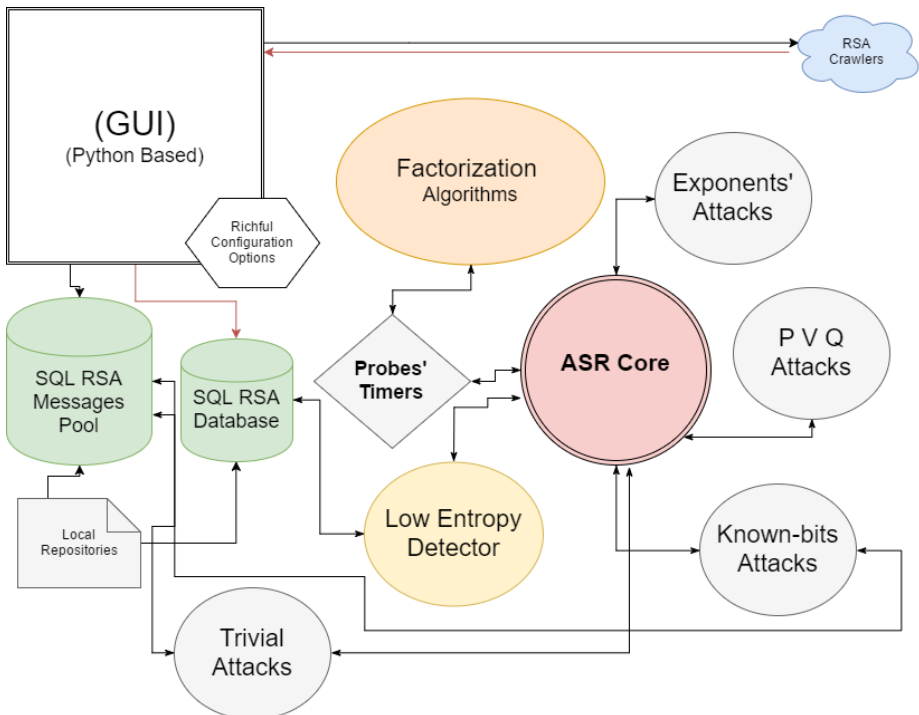 (GUI)
(Python Based)
RSA
Crawlers
Richful
Configuration
Options
Factorization
Algorithms
Exponents'
Attacks
SQL RSA
Messages
Pool
SQL RSA
Database
Probes'
Timers
ASR Core
P V Q
Attacks
Local
Repositories
Low Entropy
Detector
Known-bits
Attacks
Trivial
Attacks